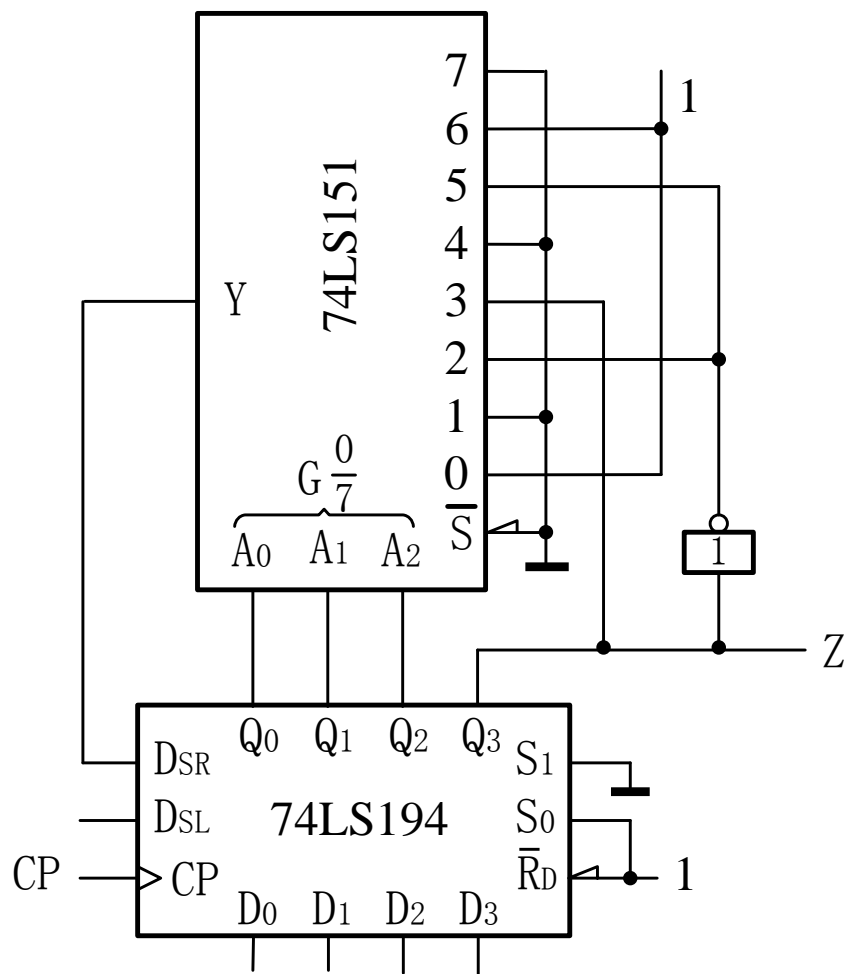 7
1
6
5
74LS151
4
Y
3
2
1
G 0/7
0
A0 A1 A2
S̅
1
Z
Q0 Q1 Q2 Q3
DSR
S1
DSL
74LS194
S0
CP
CP
R̅D
1
D0 D1 D2 D3